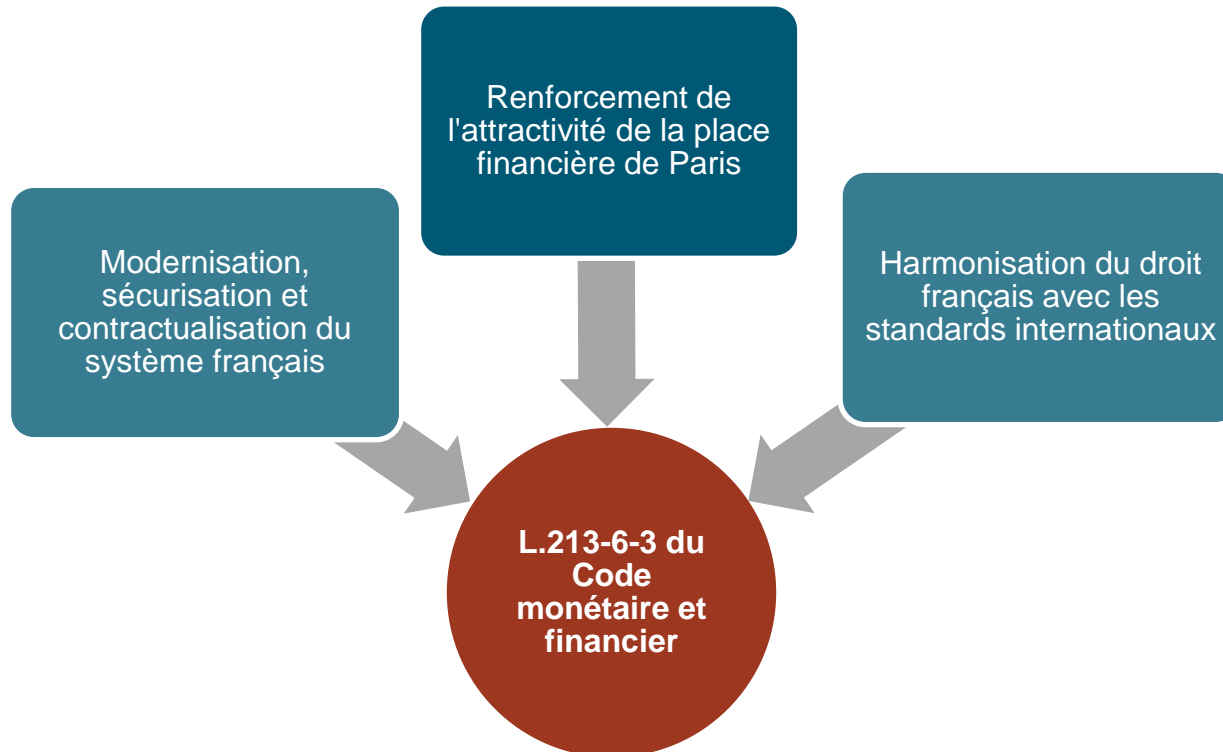 Renforcement de
l'attractivité de la place
financière de Paris
Modernisation,
sécurisation et
contractualisation du
système français
Harmonisation du droit
français avec les
standards internationaux
L.213-6-3 du
Code
monétaire et
financier